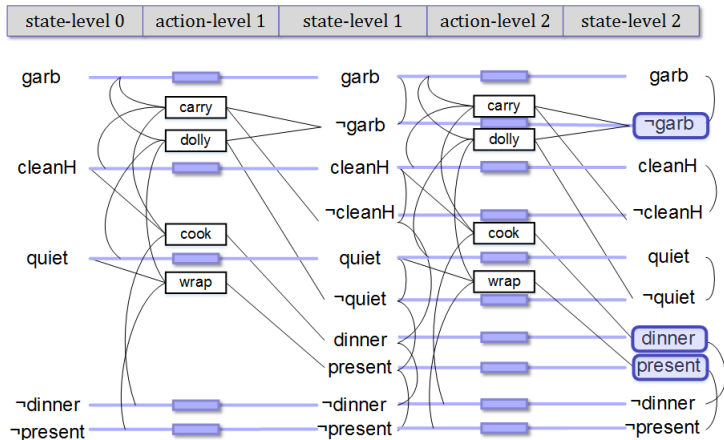 state-level 0 action-level 1 state-level 1 action-level 2 state-level 2
garb garb garb
carry carry
¬garb ¬garb
dolly dolly
cleanH cleanH cleanH
¬cleanH ¬cleanH
cook cook
quiet quiet quiet
wrap wrap
¬quiet ¬quiet
dinner dinner
present present
¬dinner ¬dinner ¬dinner
¬present ¬present ¬present